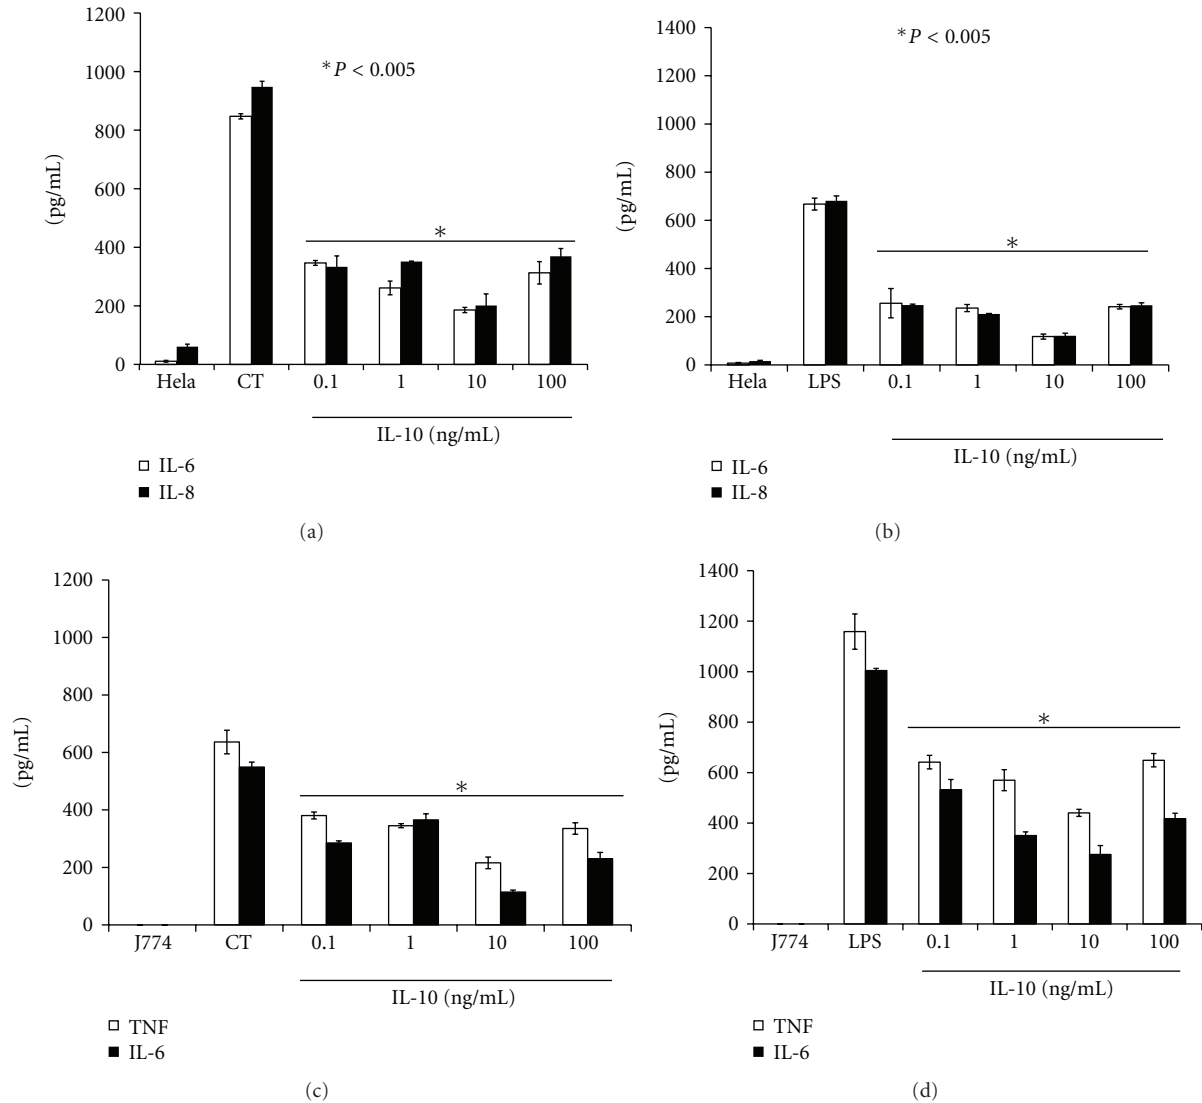 1200
1000
800
600
400
200
0
(pg/mL)
*P < 0.005
*
Hela CT 0.1 1 10 100
IL-10 (ng/mL)
IL-6
IL-8
(a)
1400
1200
1000
800
600
400
200
0
(pg/mL)
*P < 0.005
*
Hela LPS 0.1 1 10 100
IL-10 (ng/mL)
IL-6
IL-8
(b)
1200
1000
800
600
400
200
0
(pg/mL)
*
J774 CT 0.1 1 10 100
IL-10 (ng/mL)
TNF
IL-6
(c)
1400
1200
1000
800
600
400
200
0
(pg/mL)
*
J774 LPS 0.1 1 10 100
IL-10 (ng/mL)
TNF
IL-6
(d)